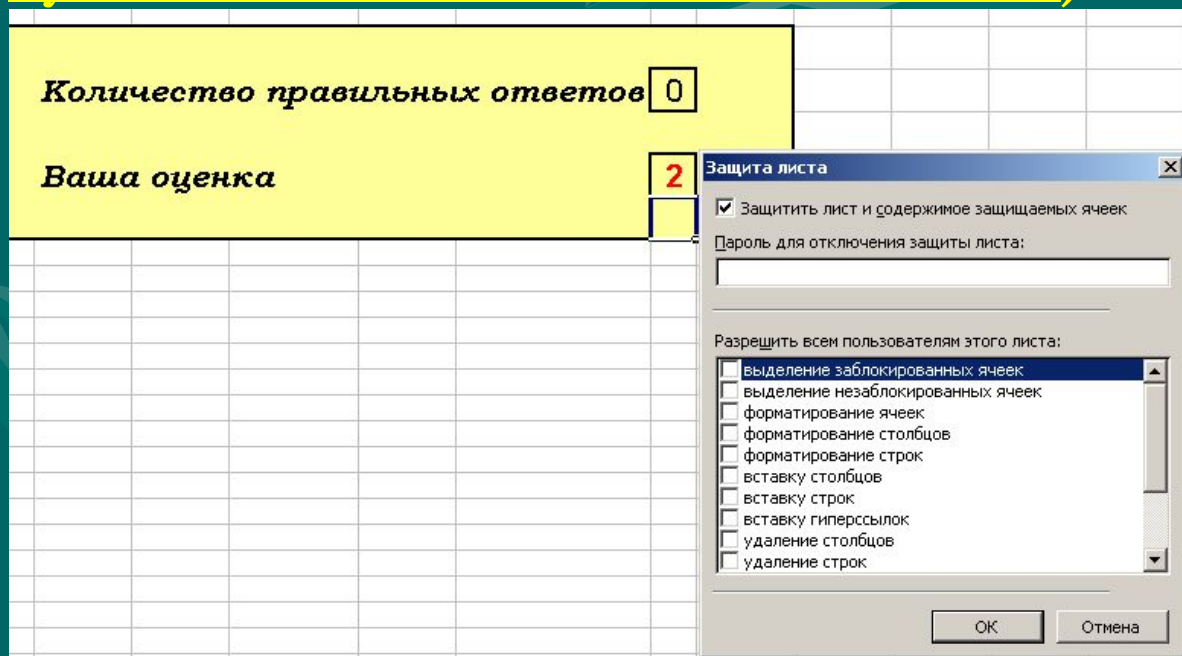 Количество правильных ответов 0
Ваша оценка 2
Защита листа
Защитить лист и содержимое защищаемых ячеек
Пароль для отключения защиты листа:
Разрешить всем пользователям этого листа:
выделение заблокированных ячеек
выделение незаблокированных ячеек
форматирование ячеек
форматирование столбцов
форматирование строк
вставку столбцов
вставку строк
вставку гиперссылок
удаление столбцов
удаление строк
ОК Отмена